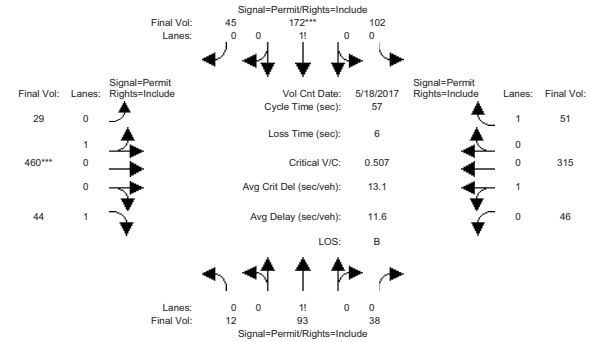 Signal=Permit/Rights=Include
Final Vol: 45 172*** 102
Lanes: 0 0 1! 0 0
Signal=Permit Signal=Permit
Final Vol: Lanes: Rights=Include Vol Cnt Date: 5/18/2017 Rights=Include Lanes: Final Vol:
Cycle Time (sec): 57
29 0 1 51
Loss Time (sec): 6
1 0
460*** 0 Critical V/C: 0.507 0 315
0 Avg Crit Del (sec/veh): 13.1 1
44 1 Avg Delay (sec/veh): 11.6 0 46
LOS: B
Lanes: 0 0 1! 0 0
Final Vol: 12 93 38
Signal=Permit/Rights=Include